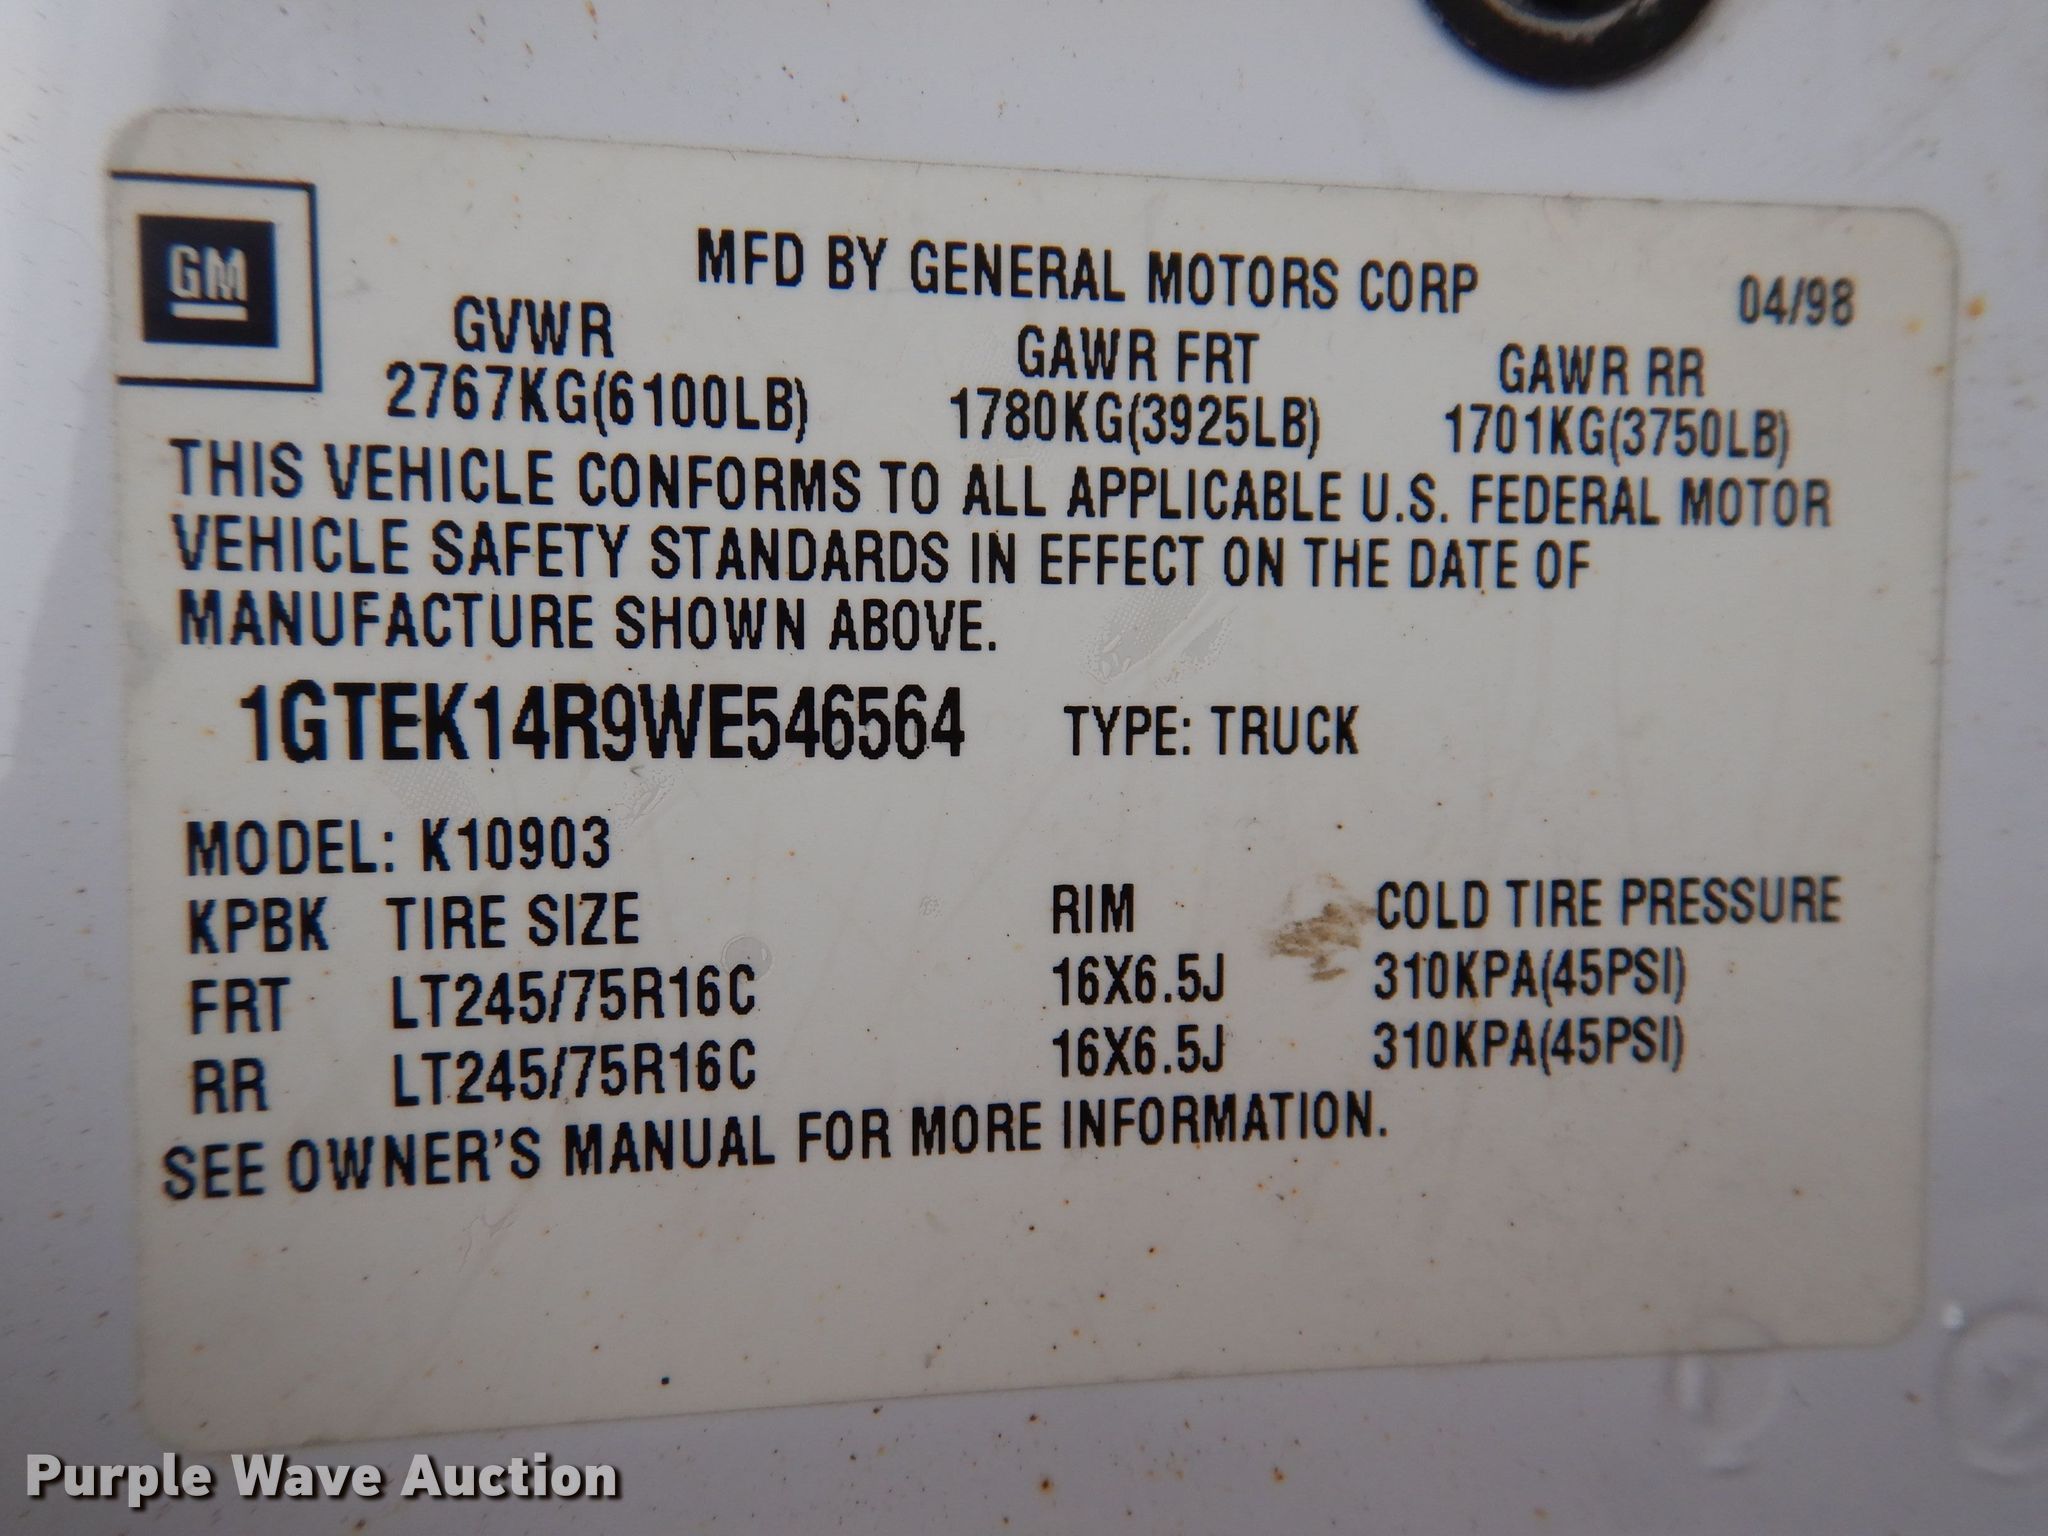 GM
MFD BY GENERAL MOTORS CORP 04/98
GVWR GAWR FRT GAWR RR
2767KG(6100LB) 1780KG(3925LB) 1701KG(3750LB)
THIS VEHICLE CONFORMS TO ALL APPLICABLE U.S. FEDERAL MOTOR
VEHICLE SAFETY STANDARDS IN EFFECT ON THE DATE OF
MANUFACTURE SHOWN ABOVE.
1GTEK14R9WE546564 TYPE: TRUCK
MODEL: K10903
KPBK TIRE SIZE RIM COLD TIRE PRESSURE
FRT LT245/75R16C 16X6.5J 310KPA(45PSI)
RR LT245/75R16C 16X6.5J 310KPA(45PSI)
SEE OWNER'S MANUAL FOR MORE INFORMATION.
Purple Wave Auction